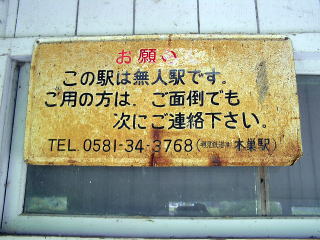 お願い
この駅は無人駅です。
ご用の方は、ご面倒でも
次にご連絡下さい。
TEL. 0581-34-3768 (樽見鉄道㈱ 本巣駅)